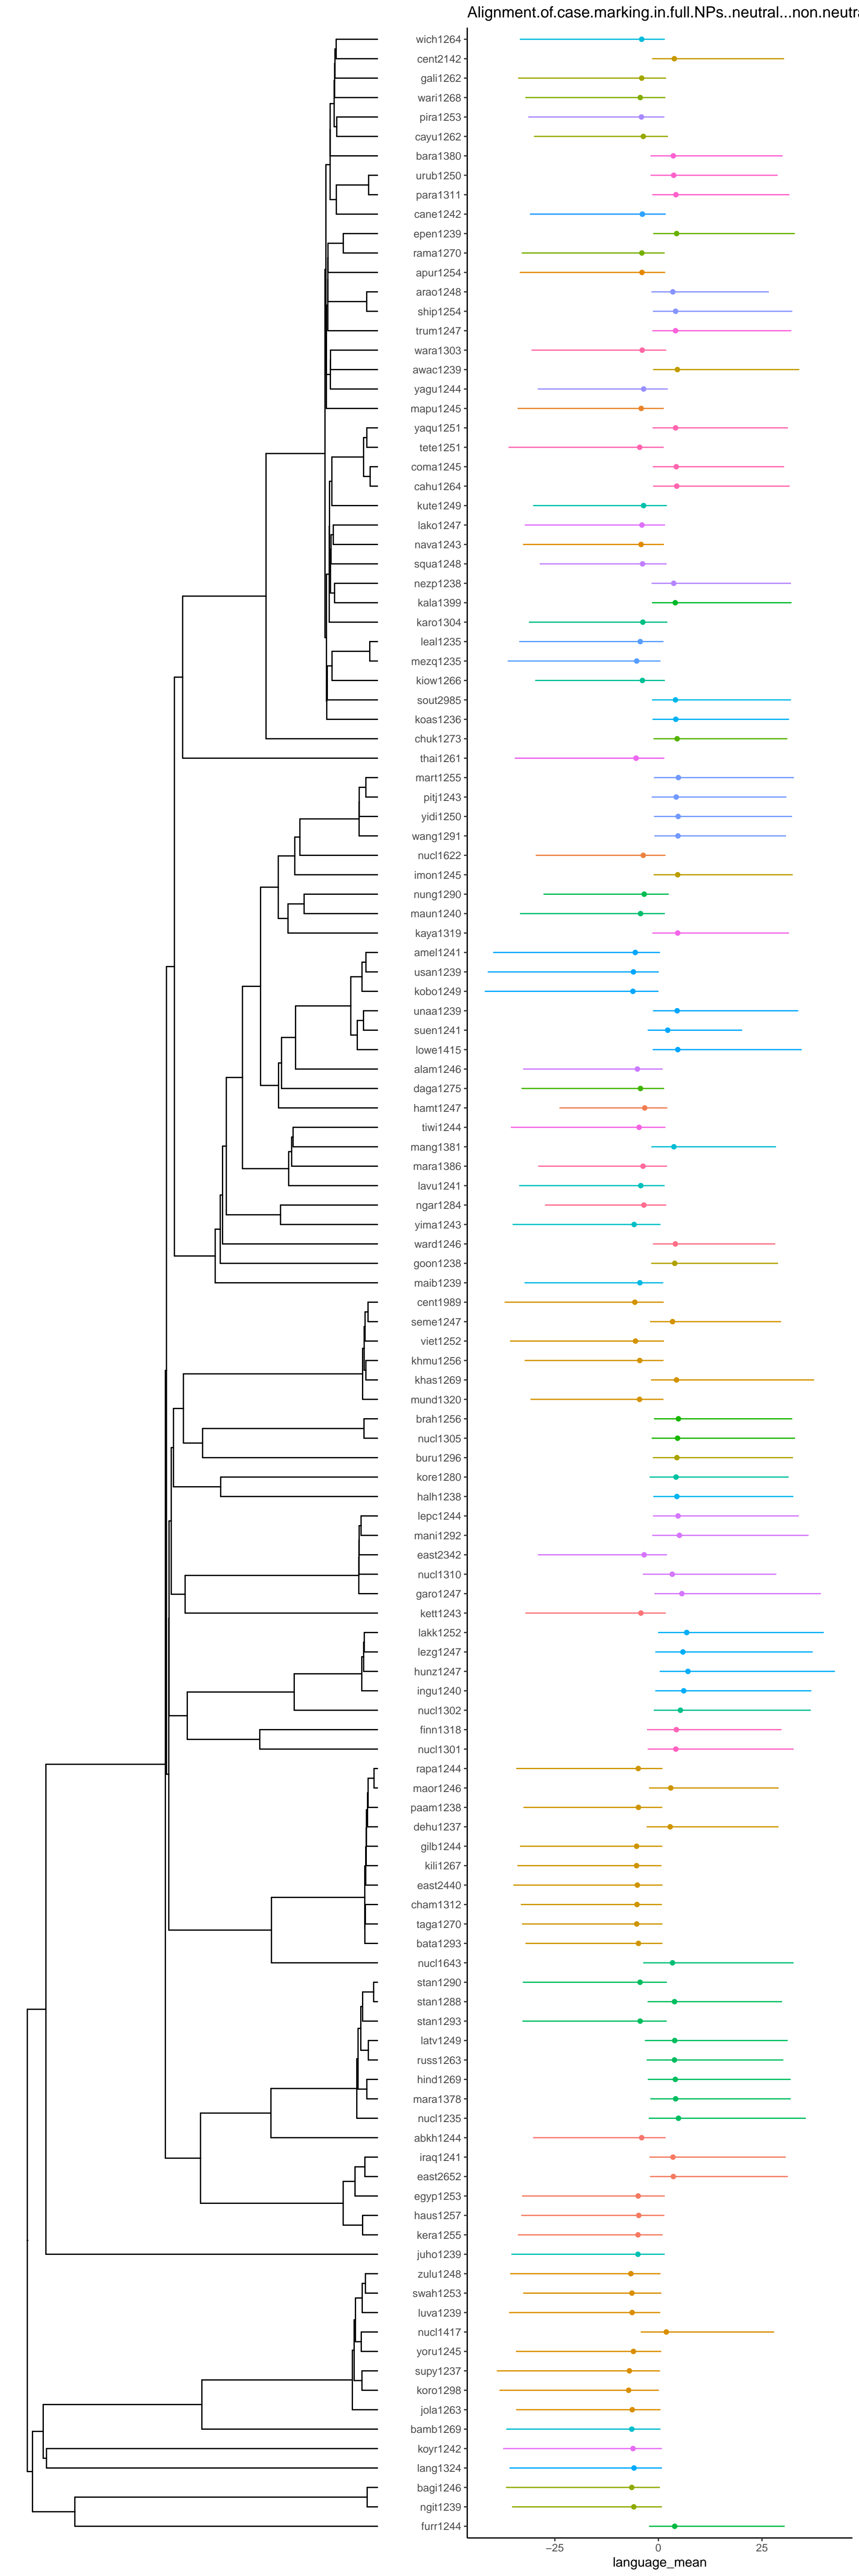 Alignment.of.case.marking.in.full.NPs..neutral...non.neutra
wich1264
cent2142
gali1262
wari1268
pira1253
cayu1262
bara1380
urub1250
para1311
cane1242
epen1239
rama1270
apur1254
arao1248
ship1254
trum1247
wara1303
awac1239
yagu1244
mapu1245
yaqu1251
tete1251
coma1245
cahu1264
kute1249
lako1247
nava1243
squa1248
nezp1238
kala1399
karo1304
leal1235
mezq1235
kiow1266
sout2985
koas1236
chuk1273
thai1261
mart1255
pitj1243
yidi1250
wang1291
nucl1622
imon1245
nung1290
maun1240
kaya1319
amel1241
usan1239
kobo1249
unaa1239
suen1241
lowe1415
alam1246
daga1275
hamt1247
tiwi1244
mang1381
mara1386
lavu1241
ngar1284
yima1243
ward1246
goon1238
maib1239
cent1989
seme1247
viet1252
khmu1256
khas1269
mund1320
brah1256
nucl1305
buru1296
kore1280
halh1238
lepc1244
mani1292
east2342
nucl1310
garo1247
kett1243
lakk1252
lezg1247
hunz1247
ingu1240
nucl1302
finn1318
nucl1301
rapa1244
maor1246
paam1238
dehu1237
gilb1244
kili1267
east2440
cham1312
taga1270
bata1293
nucl1643
stan1290
stan1288
stan1293
latv1249
russ1263
hind1269
mara1378
nucl1235
abkh1244
iraq1241
east2652
egyp1253
haus1257
kera1255
juho1239
zulu1248
swah1253
luva1239
nucl1417
yoru1245
supy1237
koro1298
jola1263
bamb1269
koyr1242
lang1324
bagi1246
ngit1239
furr1244
−25 0 25
language_mean